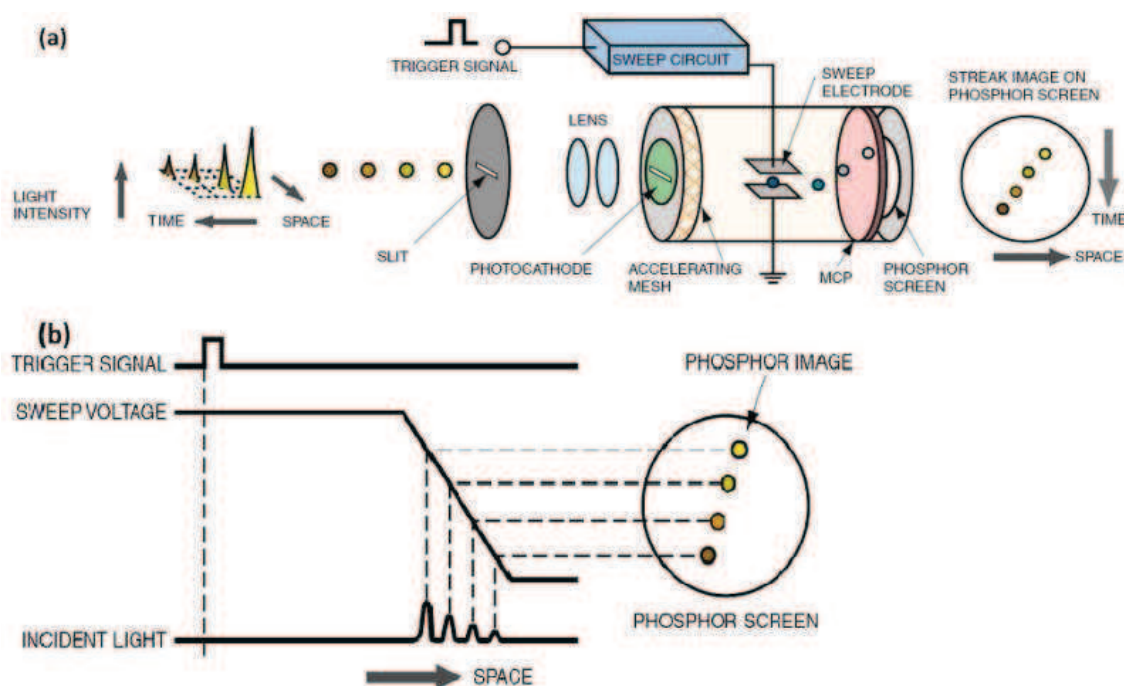 (a)
TRIGGER SIGNAL
SWEEP CIRCUIT
SWEEP
ELECTRODE
STREAK IMAGE ON
PHOSPHOR SCREEN
LENS
LIGHT
INTENSITY
TIME
SPACE
SLIT
PHOTOCATHODE
ACCELERATING
MESH
MCP
PHOSPHOR
SCREEN
TIME
SPACE
(b)
TRIGGER SIGNAL
PHOSPHOR IMAGE
SWEEP VOLTAGE
PHOSPHOR SCREEN
INCIDENT LIGHT
SPACE